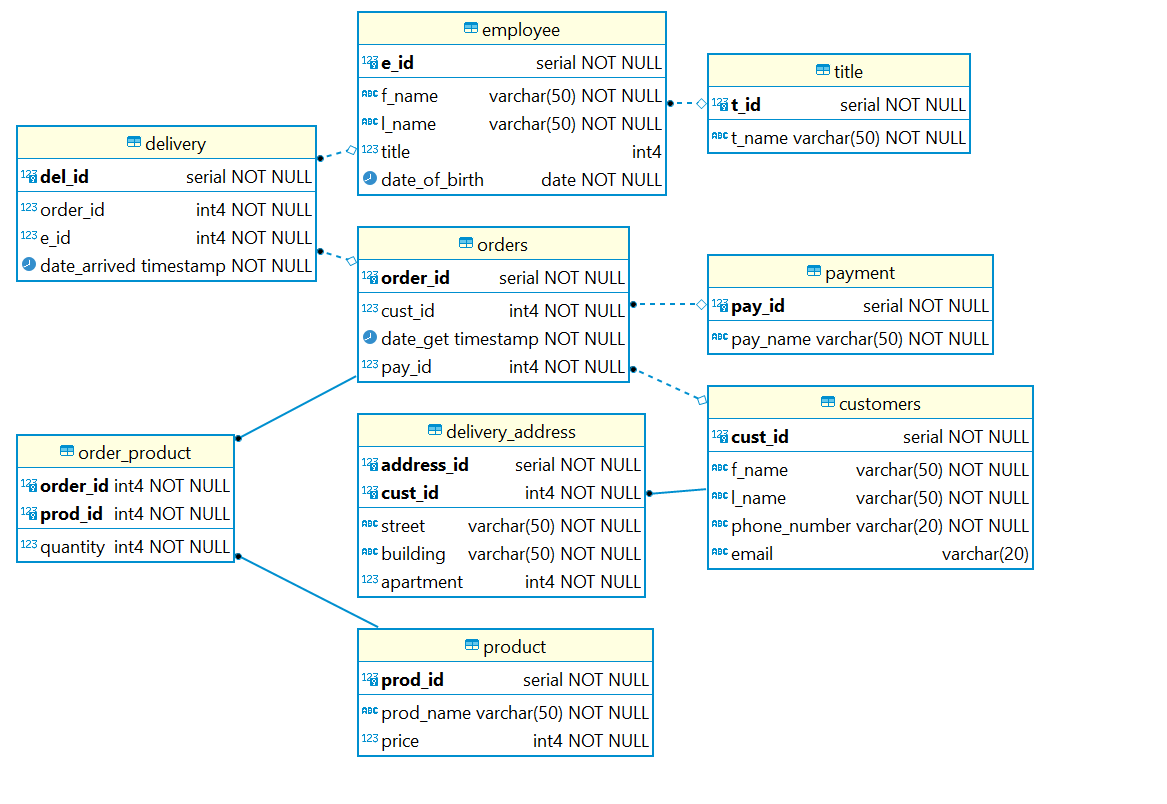 employee
e_id serial NOT NULL
f_name varchar(50) NOT NULL
l_name varchar(50) NOT NULL
title int4
date_of_birth date NOT NULL
title
t_id serial NOT NULL
t_name varchar(50) NOT NULL
delivery
del_id serial NOT NULL
order_id int4 NOT NULL
e_id int4 NOT NULL
date_arrived timestamp NOT NULL
orders
order_id serial NOT NULL
cust_id int4 NOT NULL
date_get timestamp NOT NULL
pay_id int4 NOT NULL
payment
pay_id serial NOT NULL
pay_name varchar(50) NOT NULL
customers
cust_id serial NOT NULL
f_name varchar(50) NOT NULL
l_name varchar(50) NOT NULL
phone_number varchar(20) NOT NULL
email varchar(20)
order_product
order_id int4 NOT NULL
prod_id int4 NOT NULL
quantity int4 NOT NULL
delivery_address
address_id serial NOT NULL
cust_id int4 NOT NULL
street varchar(50) NOT NULL
building varchar(50) NOT NULL
apartment int4 NOT NULL
product
prod_id serial NOT NULL
prod_name varchar(50) NOT NULL
price int4 NOT NULL